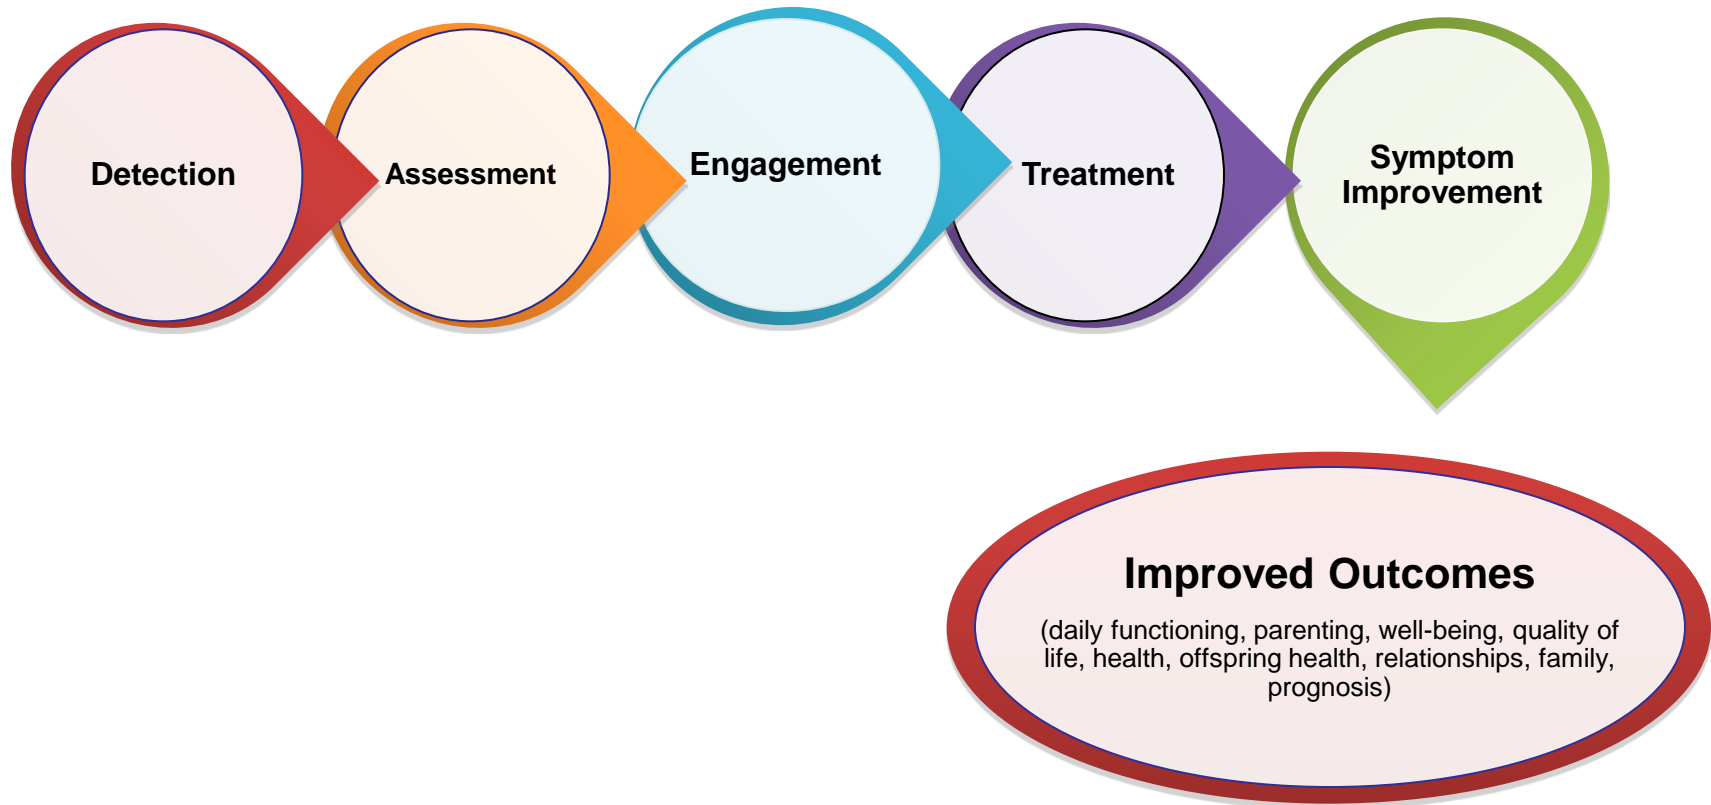 Detection
Assessment
Engagement
Treatment
Symptom
Improvement
Improved Outcomes
(daily functioning, parenting, well-being, quality of
life, health, offspring health, relationships, family,
prognosis)